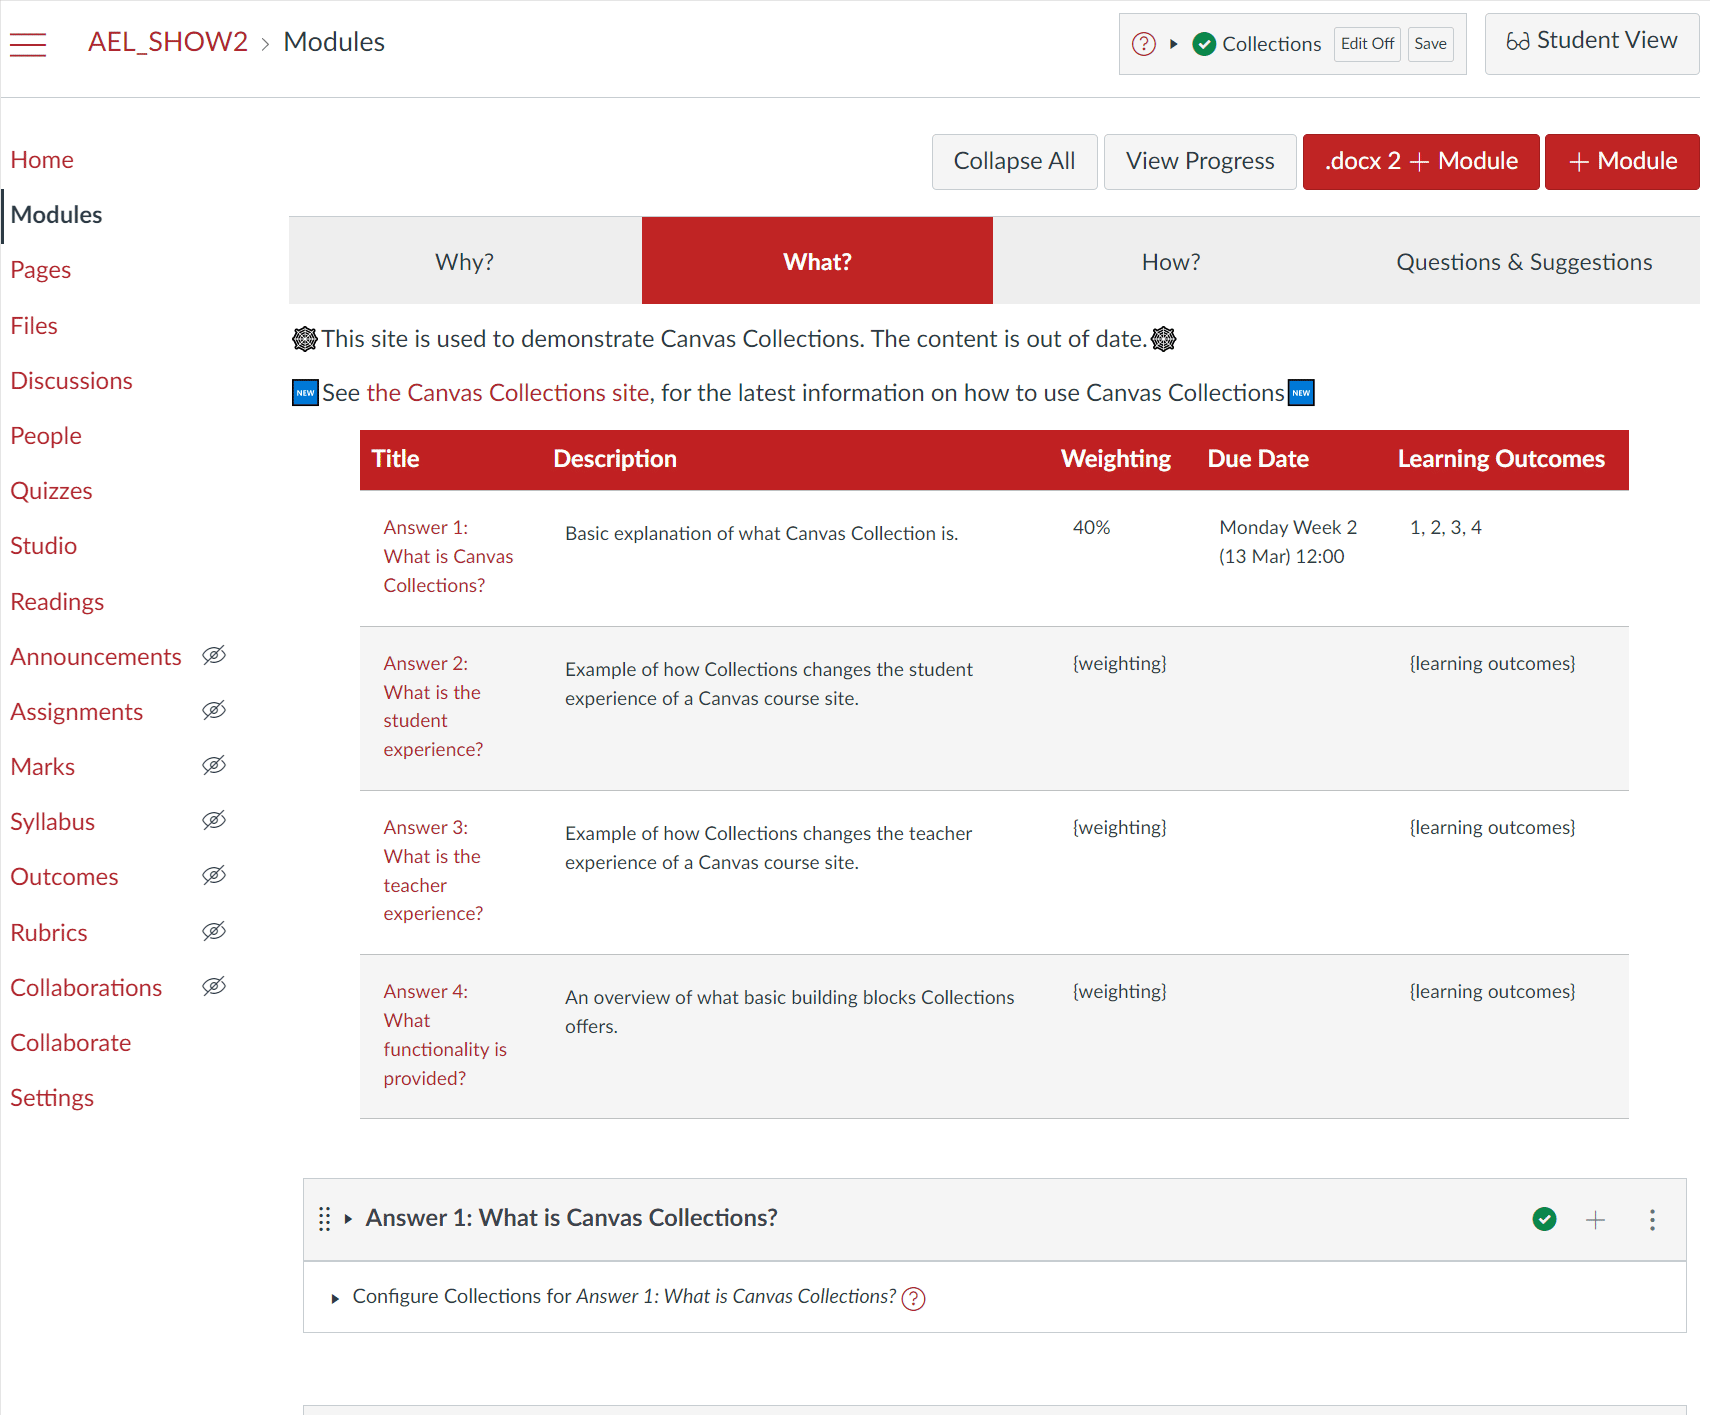 AEL_SHOW2 › Modules
? Collections Edit Off Save
Student View
Home
Modules
Pages
Files
Discussions
People
Quizzes
Studio
Readings
Announcements
Assignments
Marks
Syllabus
Outcomes
Rubrics
Collaborations
Collaborate
Settings
Collapse All
View Progress
.docx 2 + Module
+ Module
Why?
What?
How?
Questions & Suggestions
This site is used to demonstrate Canvas Collections. The content is out of date.
NEW See the Canvas Collections site, for the latest information on how to use Canvas Collections NEW
Title Description Weighting Due Date Learning Outcomes
Answer 1:
What is Canvas
Collections?
Basic explanation of what Canvas Collection is.
40%
Monday Week 2
(13 Mar) 12:00
1, 2, 3, 4
Answer 2:
What is the
student
experience?
Example of how Collections changes the student
experience of a Canvas course site.
{weighting}
{learning outcomes}
Answer 3:
What is the
teacher
experience?
Example of how Collections changes the teacher
experience of a Canvas course site.
{weighting}
{learning outcomes}
Answer 4:
What
functionality is
provided?
An overview of what basic building blocks Collections
offers.
{weighting}
{learning outcomes}
Answer 1: What is Canvas Collections?
Configure Collections for Answer 1: What is Canvas Collections? ?